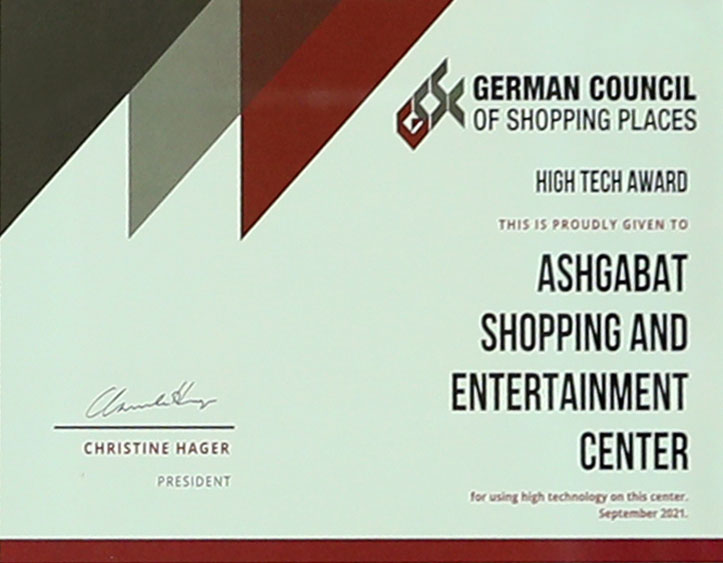 GERMAN COUNCIL
OF SHOPPING PLACES
HIGH TECH AWARD
THIS IS PROUDLY GIVEN TO
ASHGABAT
SHOPPING AND
ENTERTAINMENT
CENTER
CHRISTINE HAGER
PRESIDENT
for using high technology on this center.
September 2021.